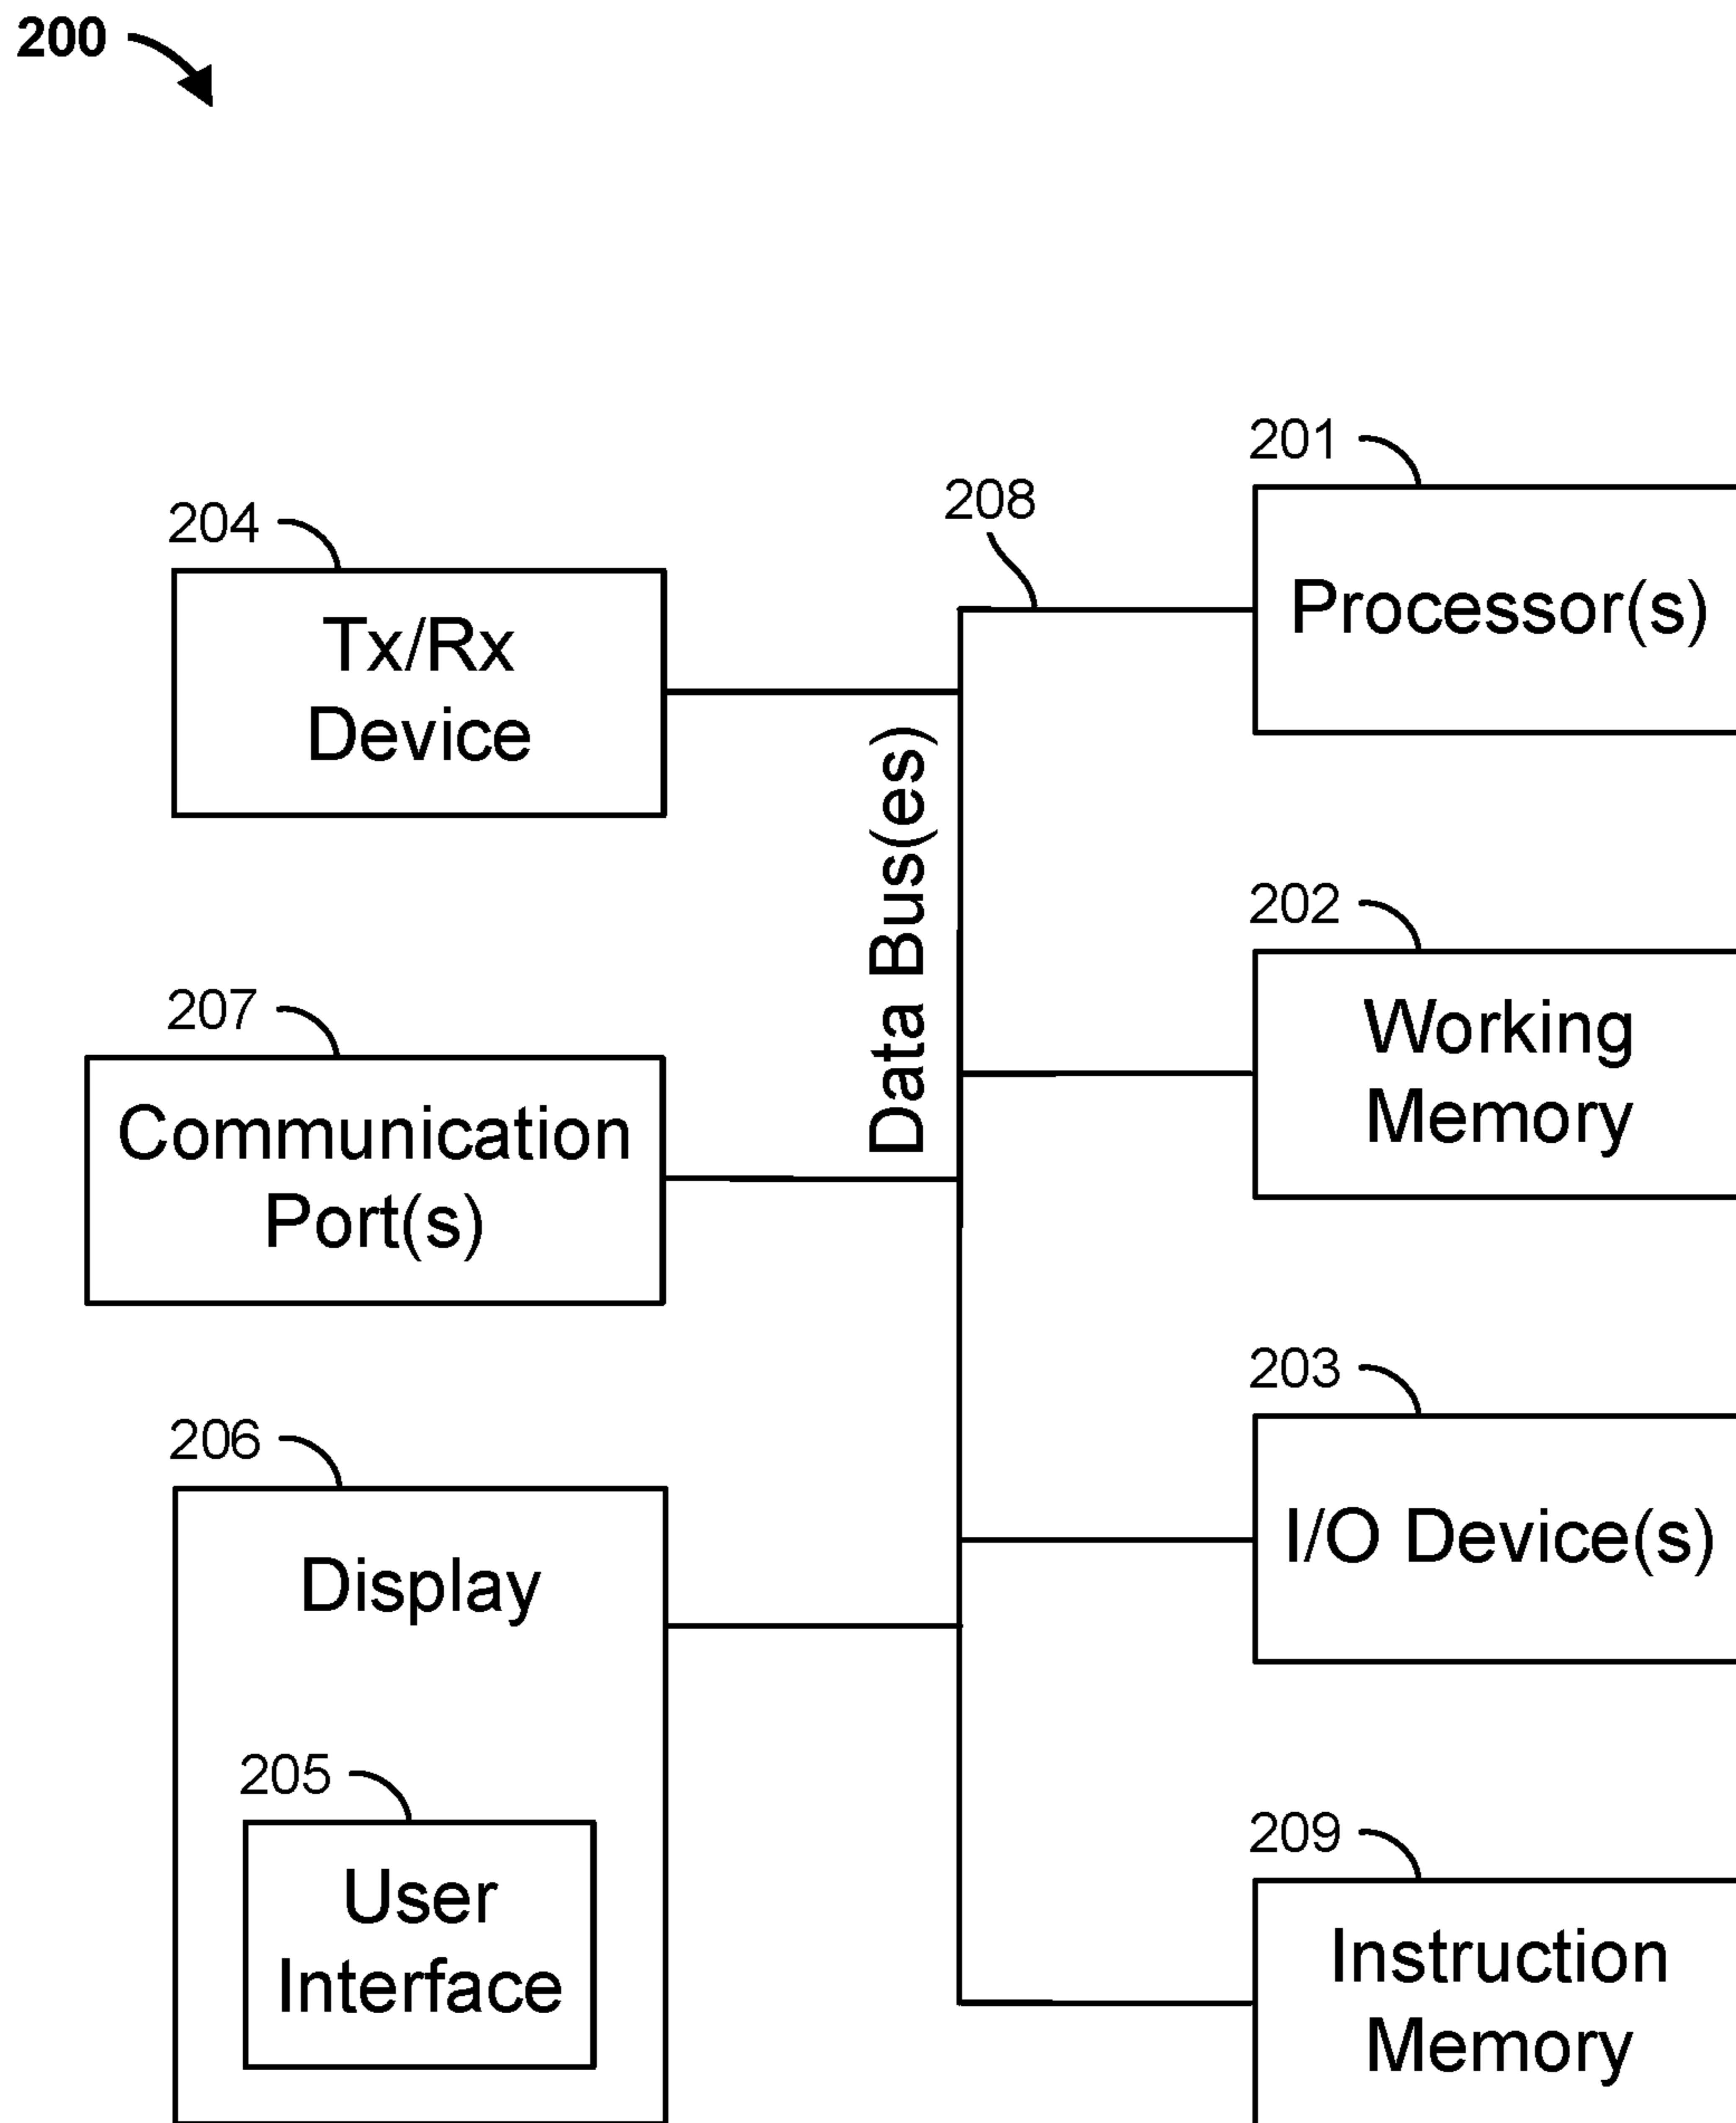 200
201
208
Processor(s)
204
Tx/Rx
Device
Data Bus(es)
202
Working
Memory
207
Communication
Port(s)
203
I/O Device(s)
206
Display
205
User
Interface
209
Instruction
Memory